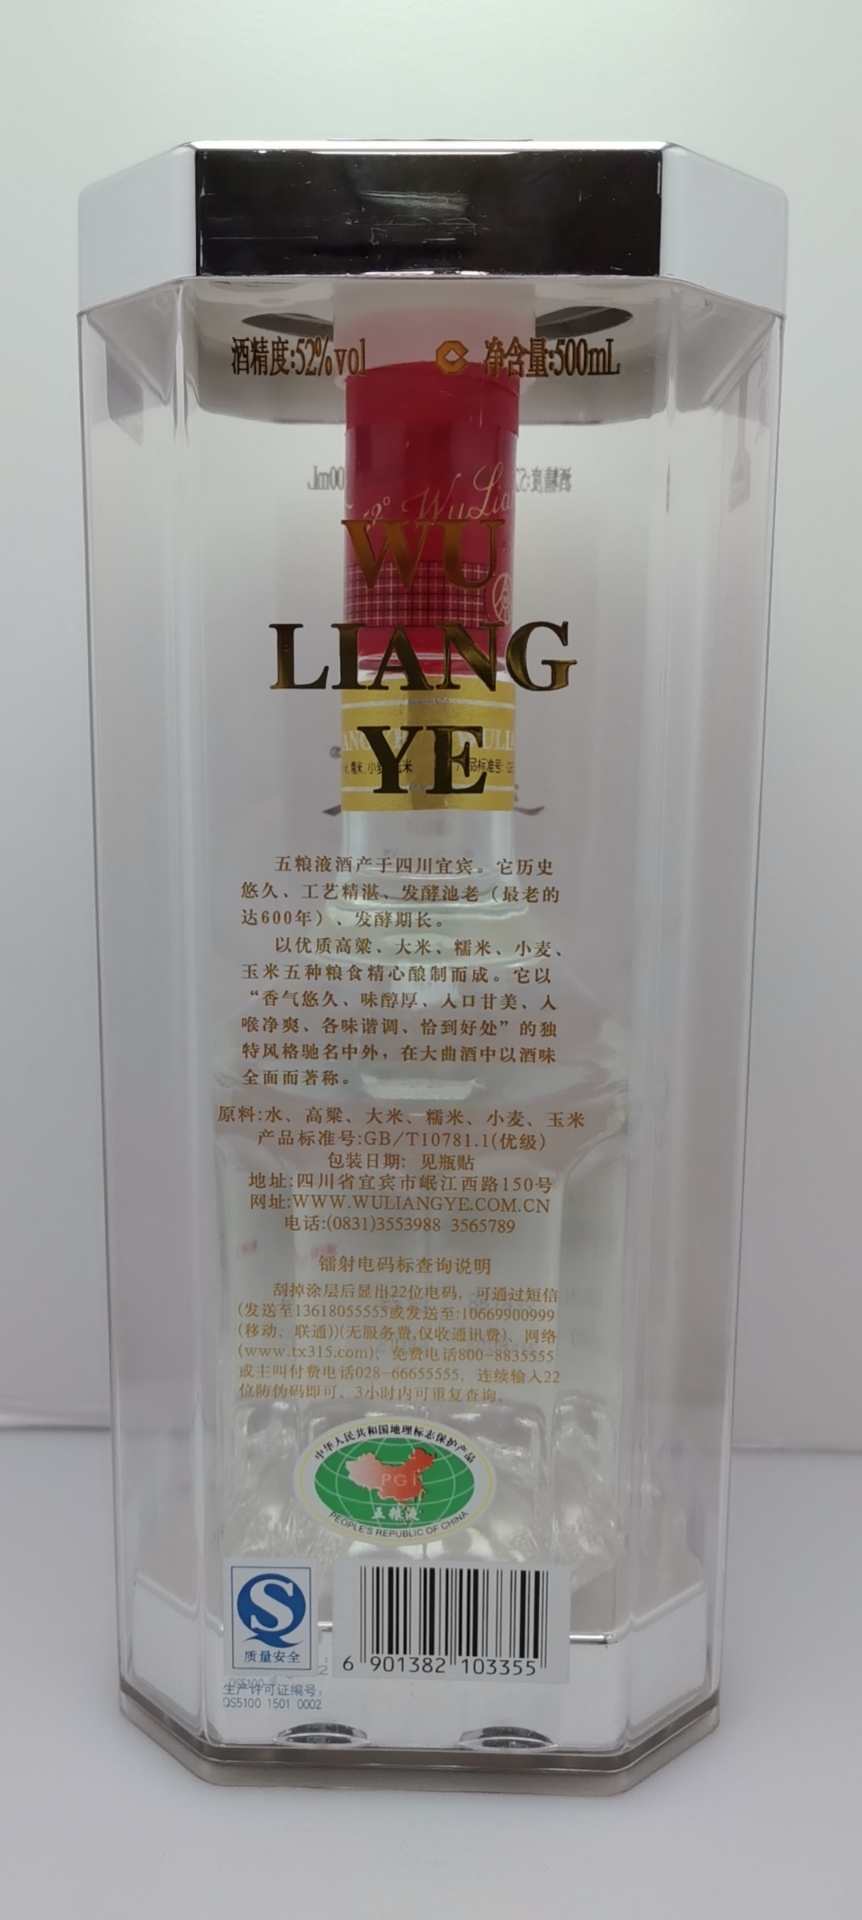 酒精度:52%vol 净含量:500mL
52° WuLia
WU
LIANG
YE
五粮液酒产于四川宜宾。它历史
悠久、工艺精湛、发酵池老（最老的
达600年）、发酵期长。
以优质高粱、大米、糯米、小麦、
玉米五种粮食精心酿制而成。它以
“香气悠久、味醇厚、入口甘美、入
喉净爽、各味谐调、恰到好处”的独
特风格驰名中外，在大曲酒中以酒味
全面而著称。
原料:水、高粱、大米、糯米、小麦、玉米
产品标准号:GB/T10781.1(优级)
包装日期: 见瓶贴
地址:四川省宜宾市岷江西路150号
网址:WWW.WULIANGYE.COM.CN
电话:(0831)3553988 3565789
镭射电码标查询说明
刮掉涂层后显出22位电码，可通过短信
(发送至13618055555或发送至:10669900999
(移动、联通))(无服务费,仅收通讯费)、网络
(www.tx315.com)、免费电话800-8835555
或主叫付费电话028-66655555，连续输入22
位防伪码即可。3小时内可重复查询。
中华人民共和国地理标志保护产品
PGI
五粮液
PEOPLE'S REPUBLIC OF CHINA
质量安全
生产许可证编号:
QS5100 1501 0002
6 901382 103355